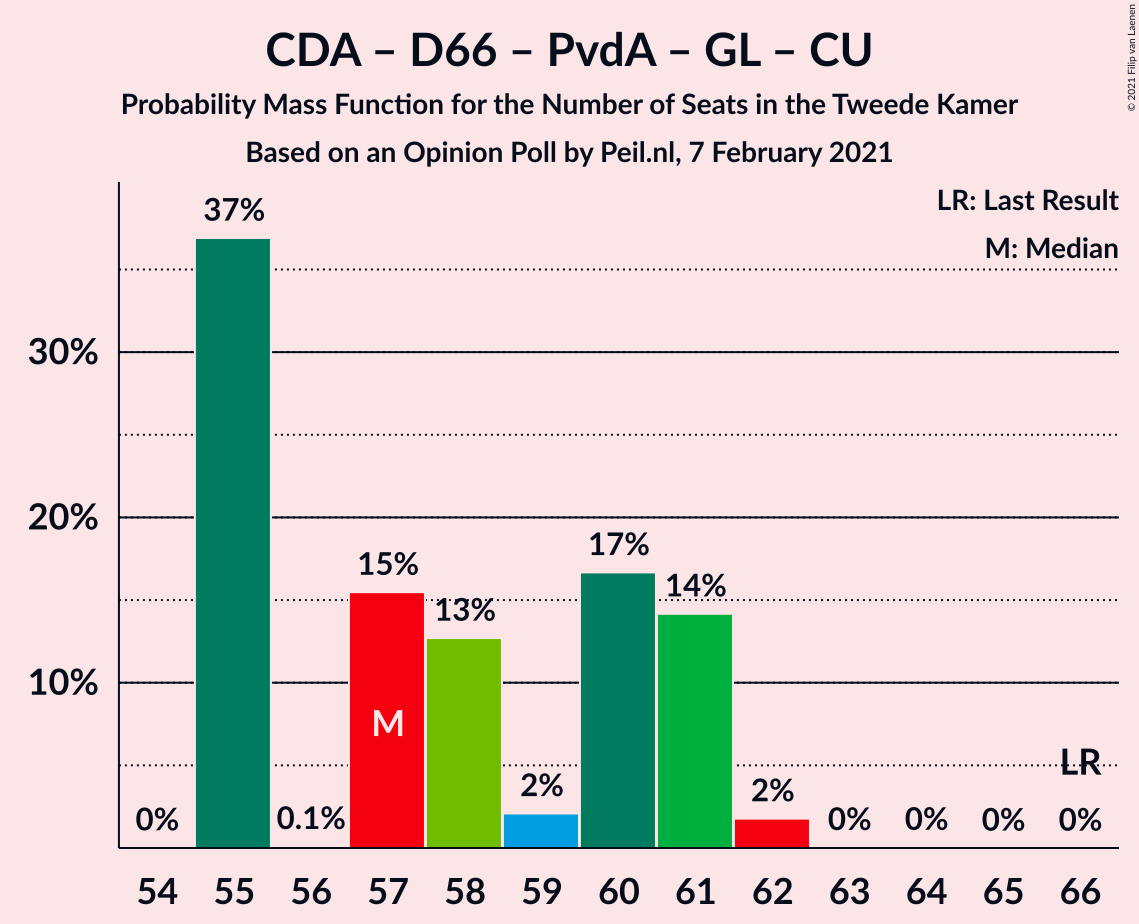 CDA – D66 – PvdA – GL – CU
Probability Mass Function for the Number of Seats in the Tweede Kamer
Based on an Opinion Poll by Peil.nl, 7 February 2021
© 2021 Filip van Laenen
LR: Last Result
M: Median
37%
30%
20%
17%
15%
14%
13%
10%
M
LR
2%
2%
0%
0.1%
0%
0%
0%
0%
54 55 56 57 58 59 60 61 62 63 64 65 66